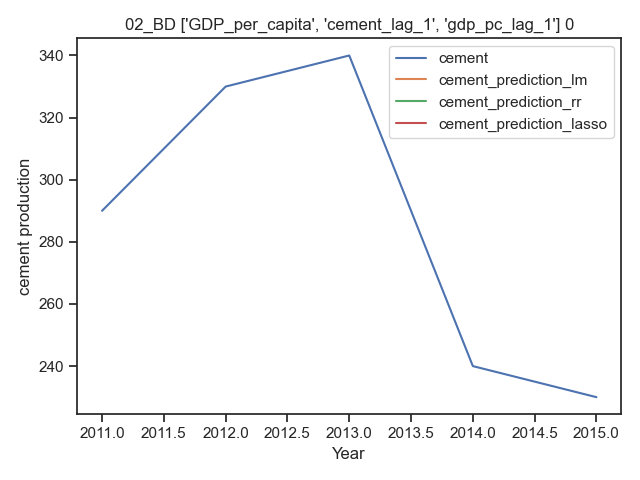 02_BD ['GDP_per_capita', 'cement_lag_1', 'gdp_pc_lag_1'] 0
cement
cement_prediction_lm
cement_prediction_rr
cement_prediction_lasso
cement production
340
320
300
280
260
240
2011.0 2011.5 2012.0 2012.5 2013.0 2013.5 2014.0 2014.5 2015.0
Year